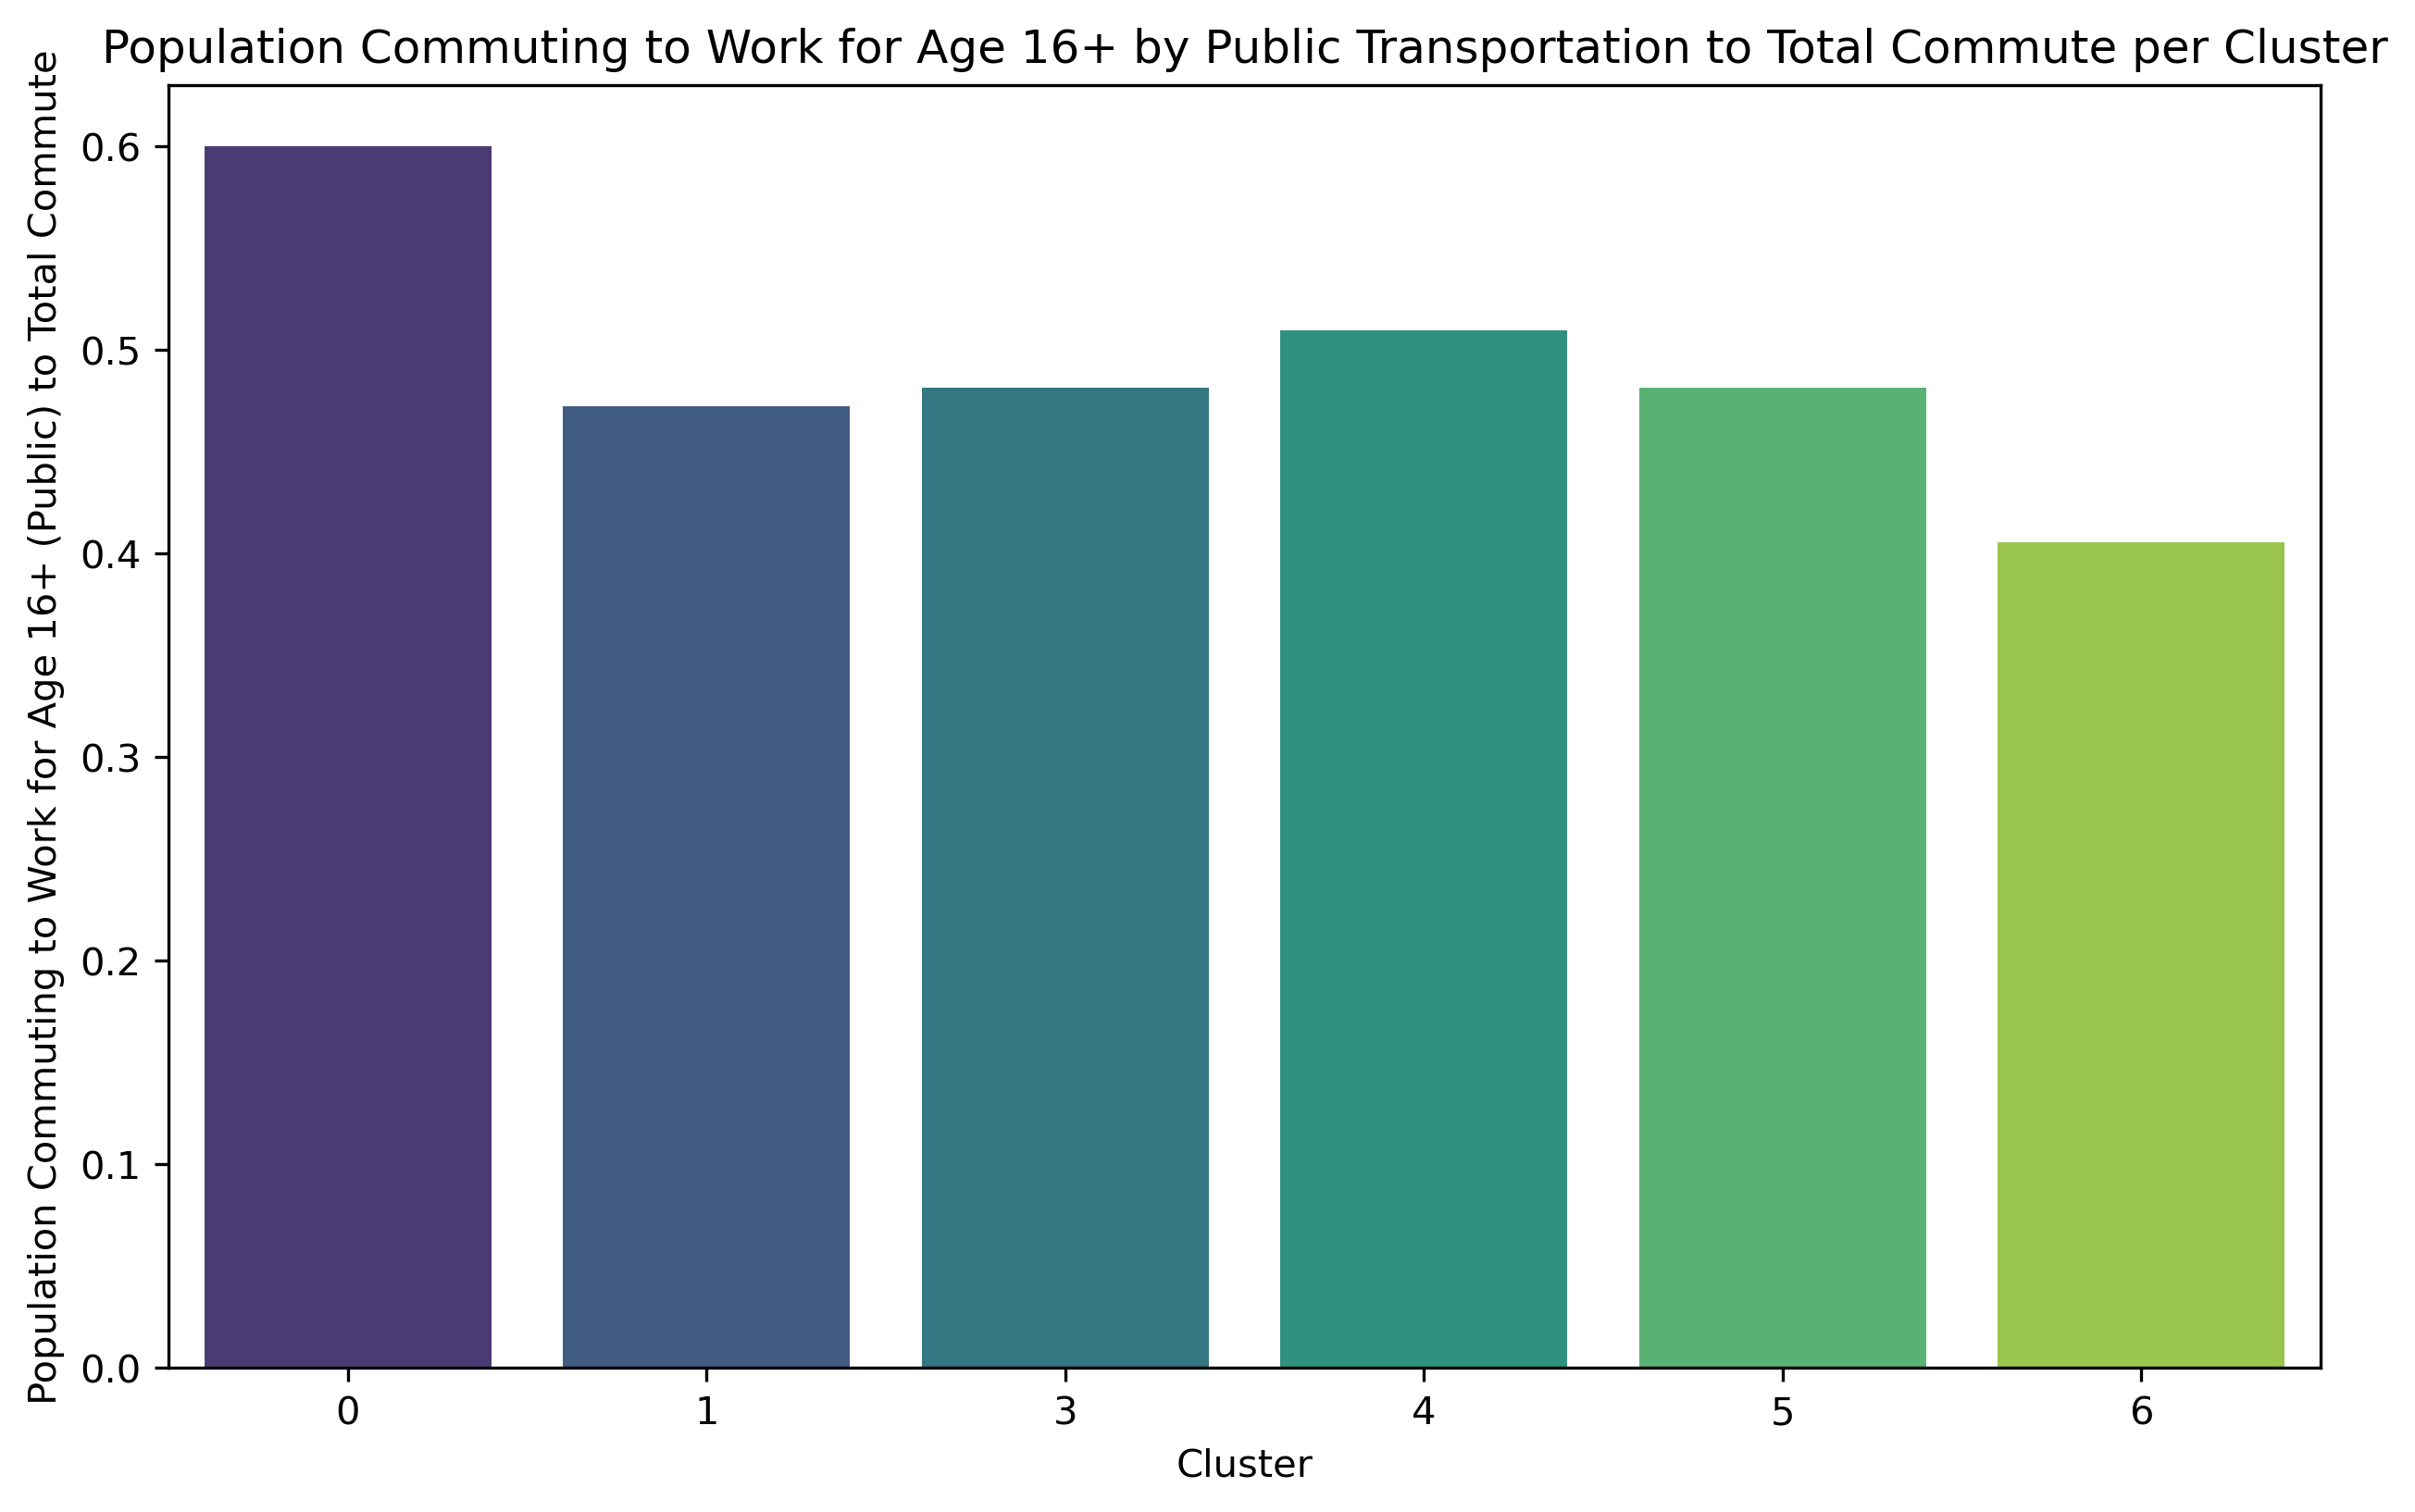 Population Commuting to Work for Age 16+ by Public Transportation to Total Commute per Cluster
Population Commuting to Work for Age 16+ (Public) to Total Commute
0.6
0.5
0.4
0.3
0.2
0.1
0.0
0 1 3 4 5 6
Cluster